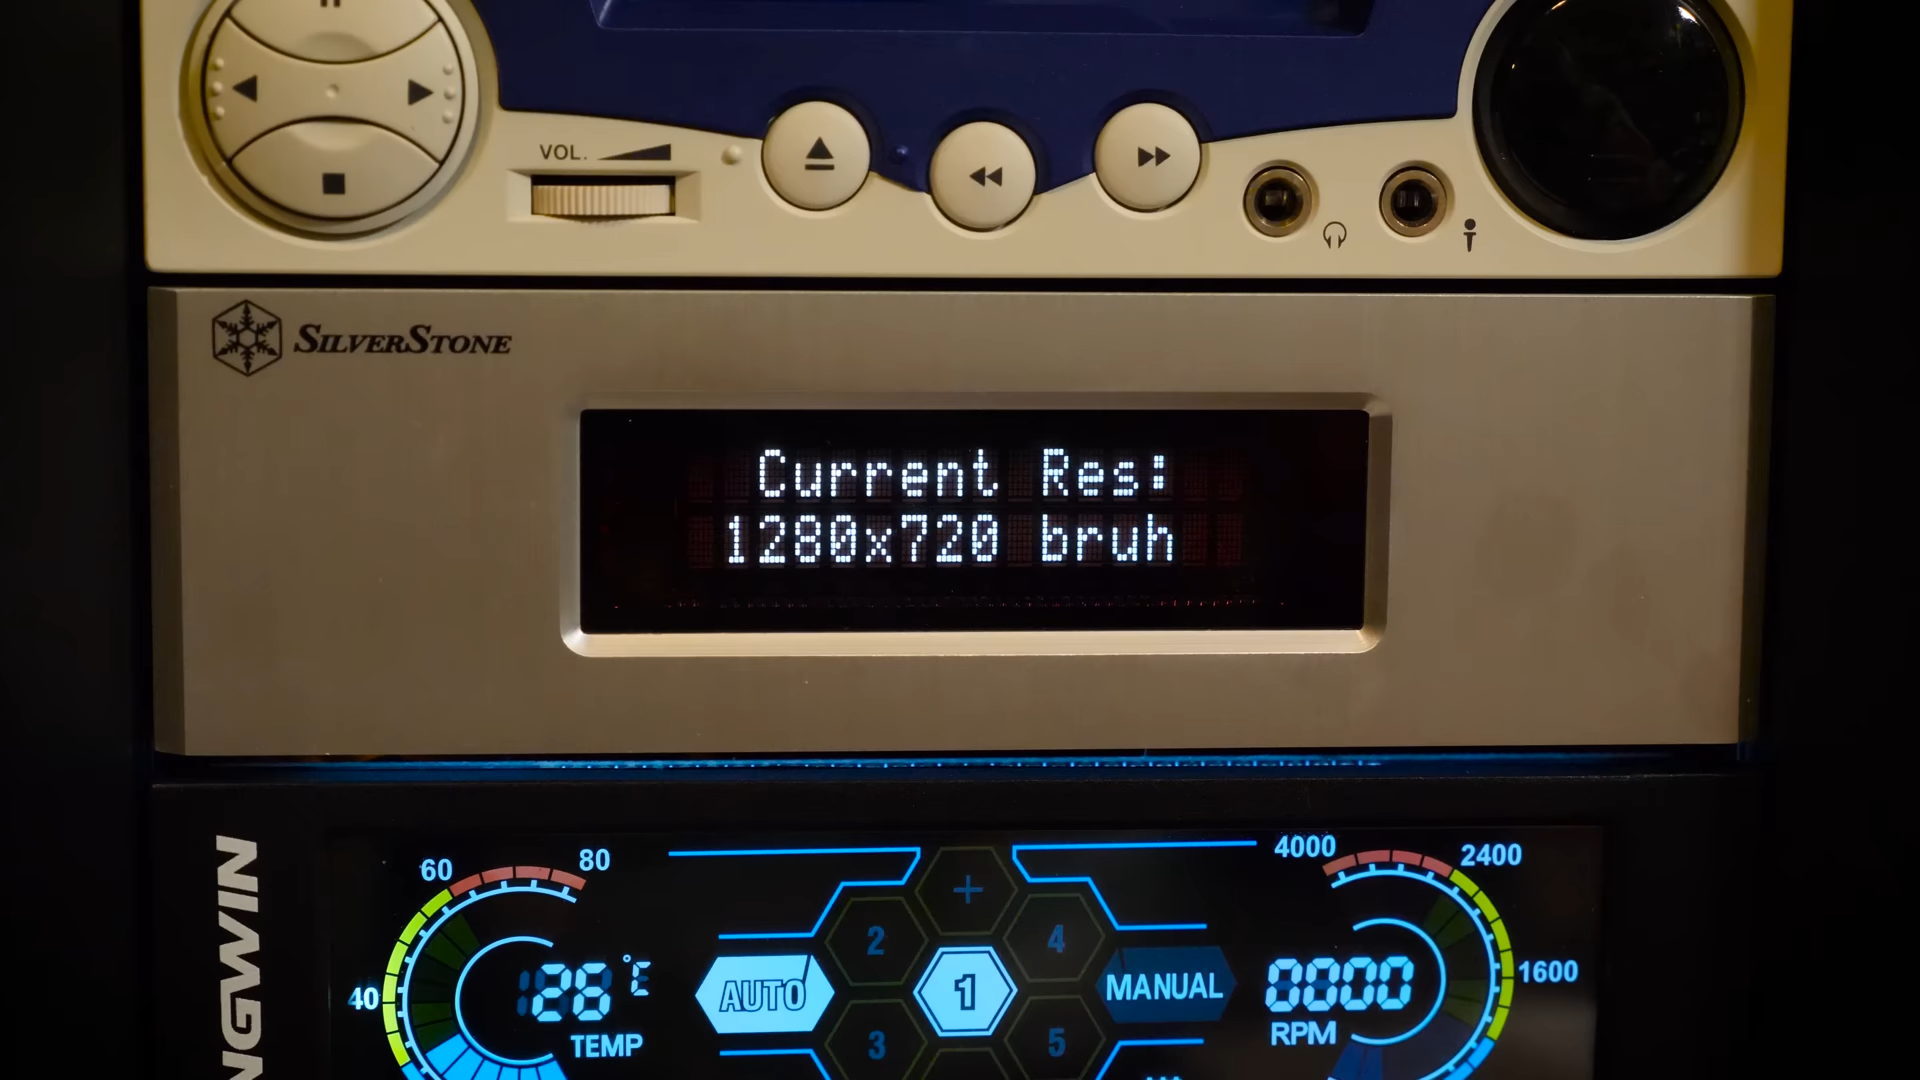 VOL.
SILVERSTONE
Current Res:
1280x720 bruh
NGWIN
60
80
40
26 °C
TEMP
AUTO
+
2
4
1
3
5
MANUAL
4000
2400
1600
0000
RPM